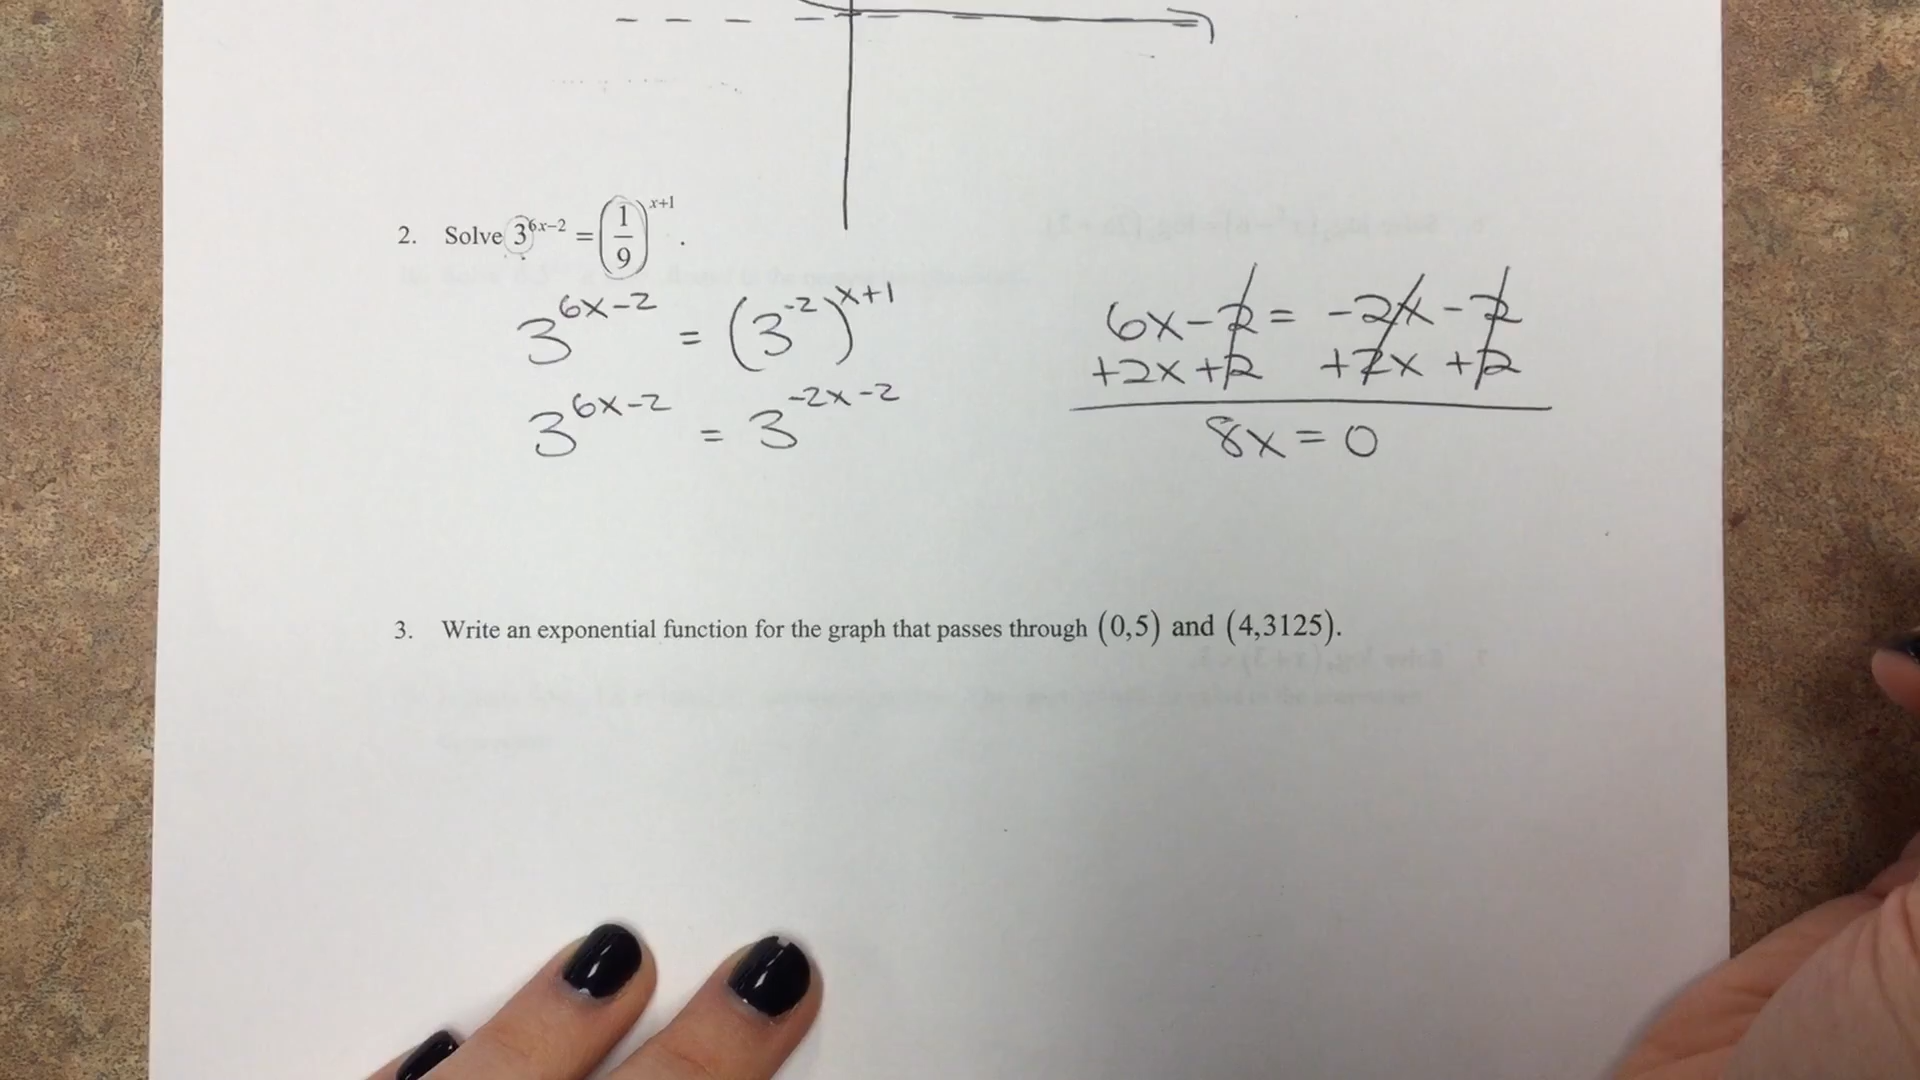 2. Solve 3^{6x-2} = (1/9)^{x+1}.
3^{6x-2} = (3^{-2})^{x+1}
3^{6x-2} = 3^{-2x-2}
6x-2 = -2x-2
+2x+2 +2x+2
8x = 0
3. Write an exponential function for the graph that passes through (0,5) and (4,3125).